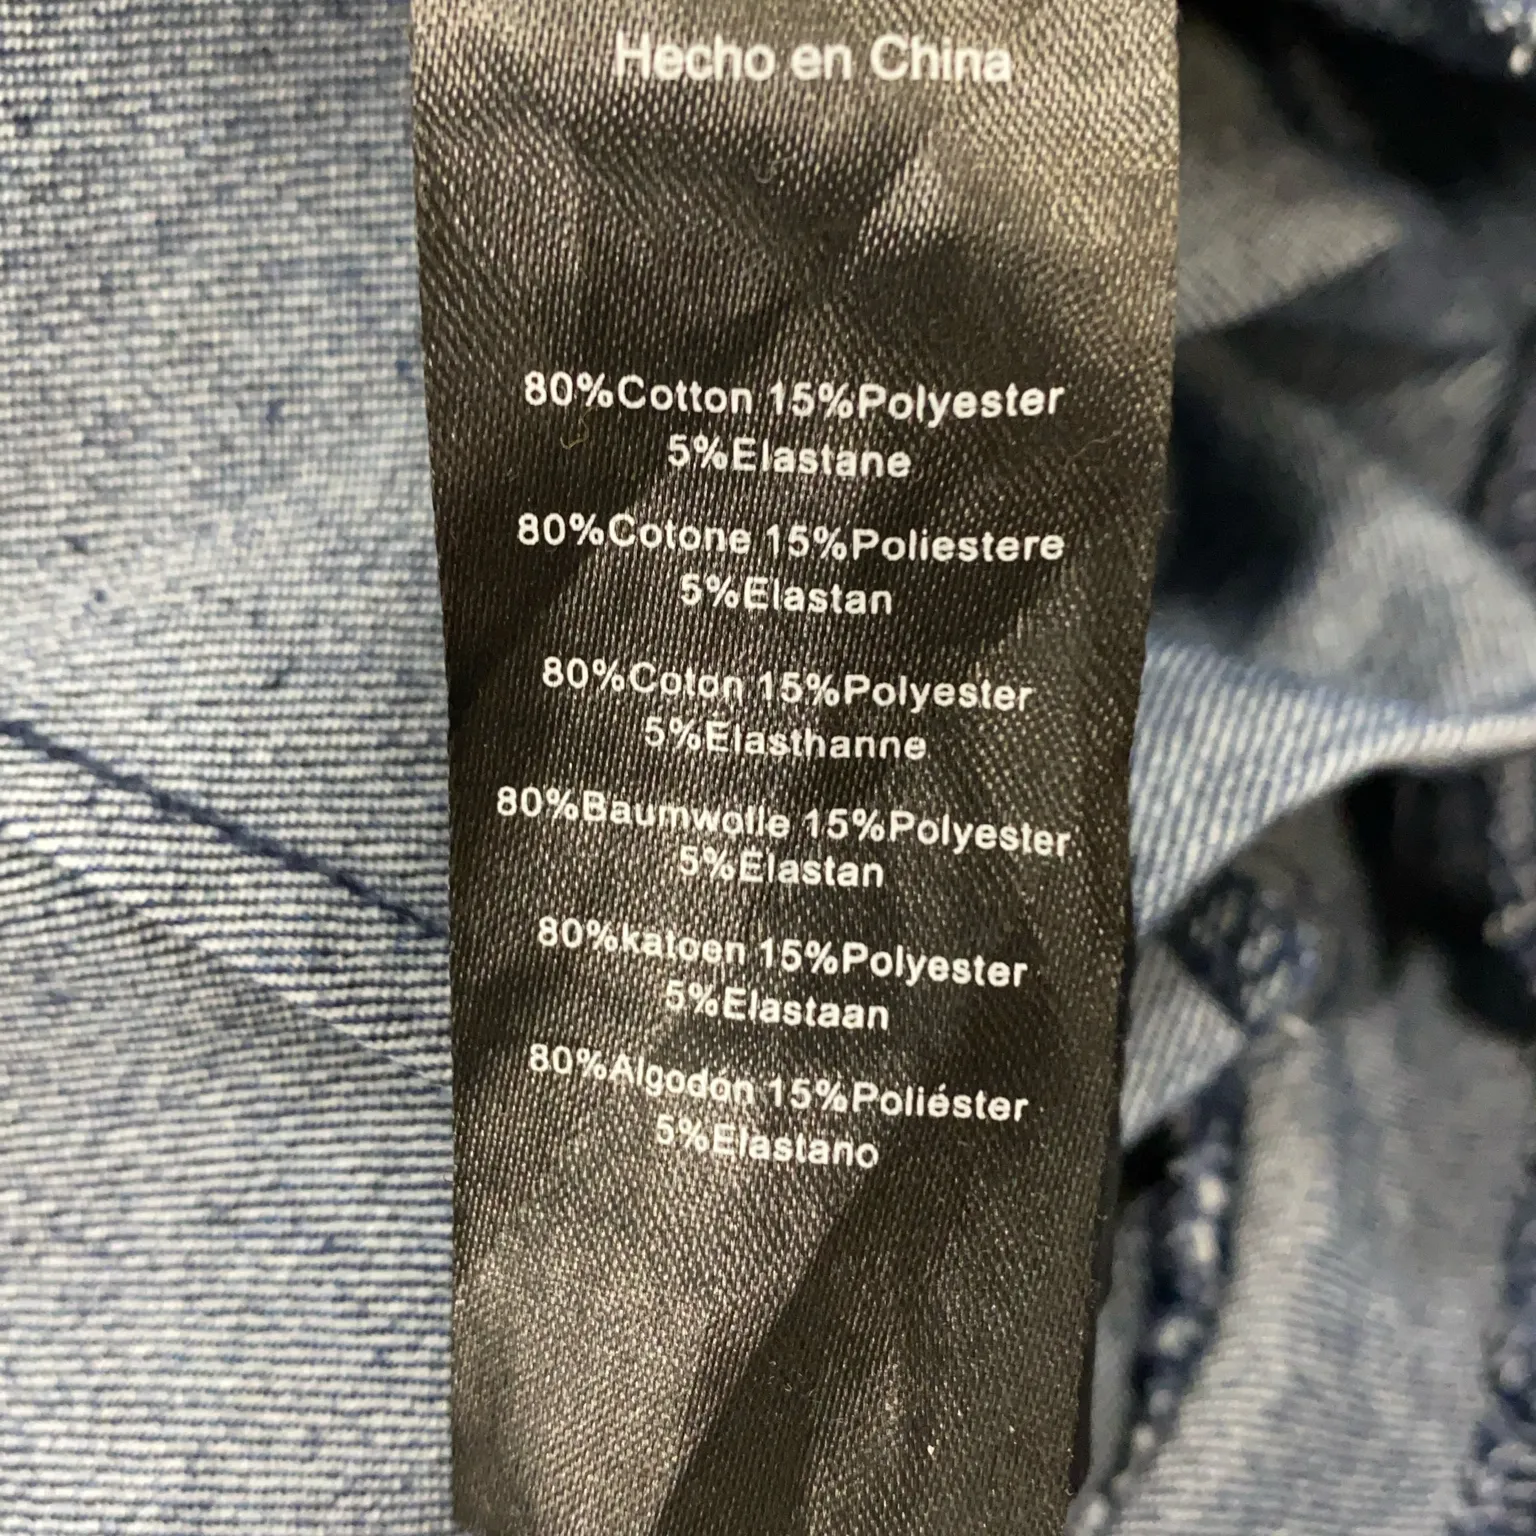 Hecho en China
80%Cotton 15%Polyester
5%Elastane
80%Cotone 15%Poliestere
5%Elastan
80%Coton 15%Polyester
5%Elasthanne
80%Baumwolle 15%Polyester
5%Elastan
80%katoen 15%Polyester
5%Elastaan
80%Algodón 15%Poliéster
5%Elastano